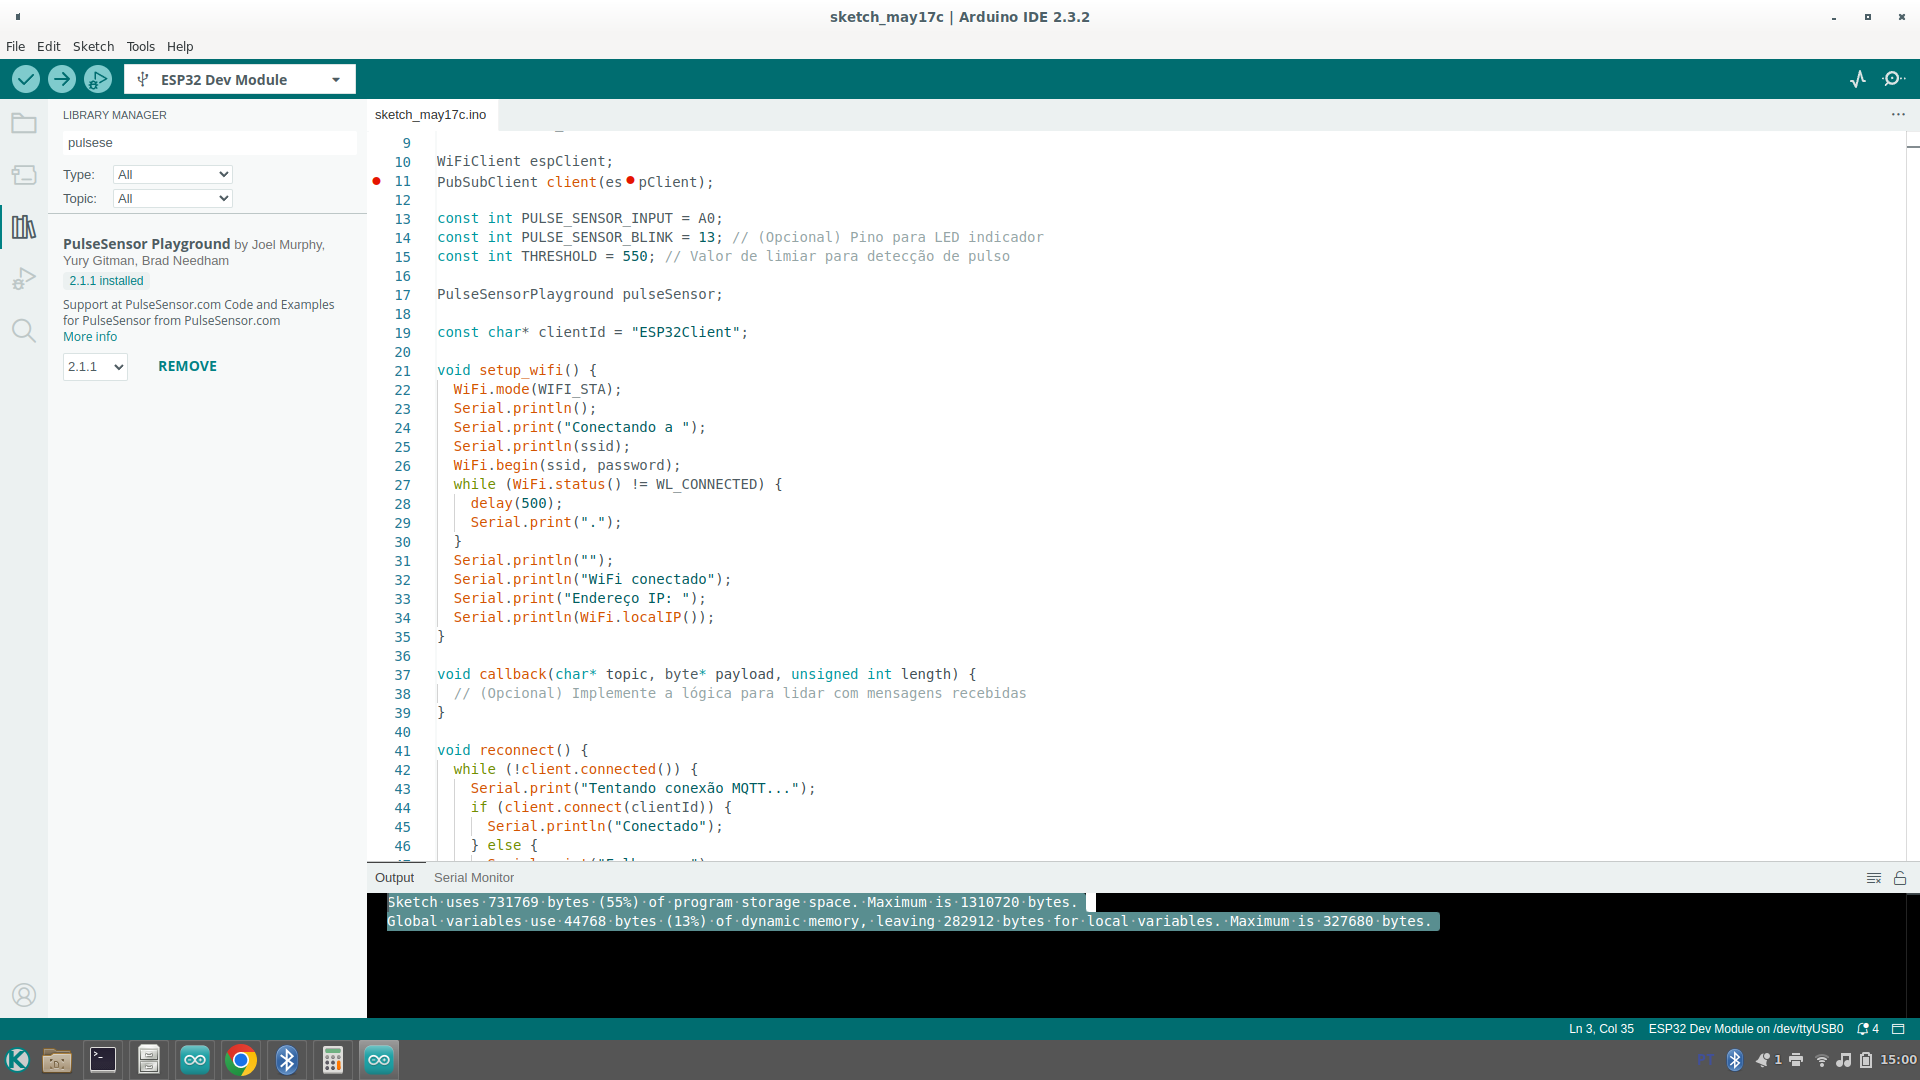 sketch_may17c | Arduino IDE 2.3.2
File Edit Sketch Tools Help
ESP32 Dev Module
LIBRARY MANAGER
pulsese
Type: All
Topic: All
PulseSensor Playground by Joel Murphy,
Yury Gitman, Brad Needham
2.1.1 installed
Support at PulseSensor.com Code and Examples
for PulseSensor from PulseSensor.com
More info
2.1.1 REMOVE
sketch_may17c.ino
9
10 WiFiClient espClient;
11 PubSubClient client(espClient);
12
13 const int PULSE_SENSOR_INPUT = A0;
14 const int PULSE_SENSOR_BLINK = 13; // (Opcional) Pino para LED indicador
15 const int THRESHOLD = 550; // Valor de limiar para detecção de pulso
16
17 PulseSensorPlayground pulseSensor;
18
19 const char* clientId = "ESP32Client";
20
21 void setup_wifi() {
22 WiFi.mode(WIFI_STA);
23 Serial.println();
24 Serial.print("Conectando a ");
25 Serial.println(ssid);
26 WiFi.begin(ssid, password);
27 while (WiFi.status() != WL_CONNECTED) {
28 delay(500);
29 Serial.print(".");
30 }
31 Serial.println("");
32 Serial.println("WiFi conectado");
33 Serial.print("Endereço IP: ");
34 Serial.println(WiFi.localIP());
35 }
36
37 void callback(char* topic, byte* payload, unsigned int length) {
38 // (Opcional) Implemente a lógica para lidar com mensagens recebidas
39 }
40
41 void reconnect() {
42 while (!client.connected()) {
43 Serial.print("Tentando conexão MQTT...");
44 if (client.connect(clientId)) {
45 Serial.println("Conectado");
46 } else {
Output Serial Monitor
Sketch uses 731769 bytes (55%) of program storage space. Maximum is 1310720 bytes.
Global variables use 44768 bytes (13%) of dynamic memory, leaving 282912 bytes for local variables. Maximum is 327680 bytes.
Ln 3, Col 35 ESP32 Dev Module on /dev/ttyUSB0 4
PT 1 15:00